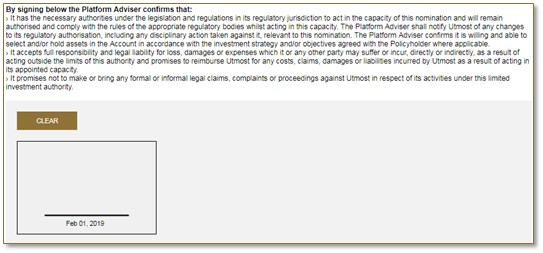 By signing below the Platform Adviser confirms that:
› It has the necessary authorities under the legislation and regulations in its regulatory jurisdiction to act in the capacity of this nomination and will remain
authorised and comply with the rules of the appropriate regulatory bodies whilst acting in this capacity. The Platform Adviser shall notify Utmost of any changes
to its regulatory authorisation, including any disciplinary action taken against it, relevant to this nomination. The Platform Adviser confirms it is willing and able to
select and/or hold assets in the Account in accordance with the investment strategy and/or objectives agreed with the Policyholder where applicable.
› It accepts full responsibility and legal liability for loss, damages or expenses which it or any other party may suffer or incur, directly or indirectly, as a result of
acting outside the limits of this authority and promises to reimburse Utmost for any costs, claims, damages or liabilities incurred by Utmost as a result of acting in
its appointed capacity.
› It promises not to make or bring any formal or informal legal claims, complaints or proceedings against Utmost in respect of its activities under this limited
investment authority.
CLEAR
Feb 01, 2019